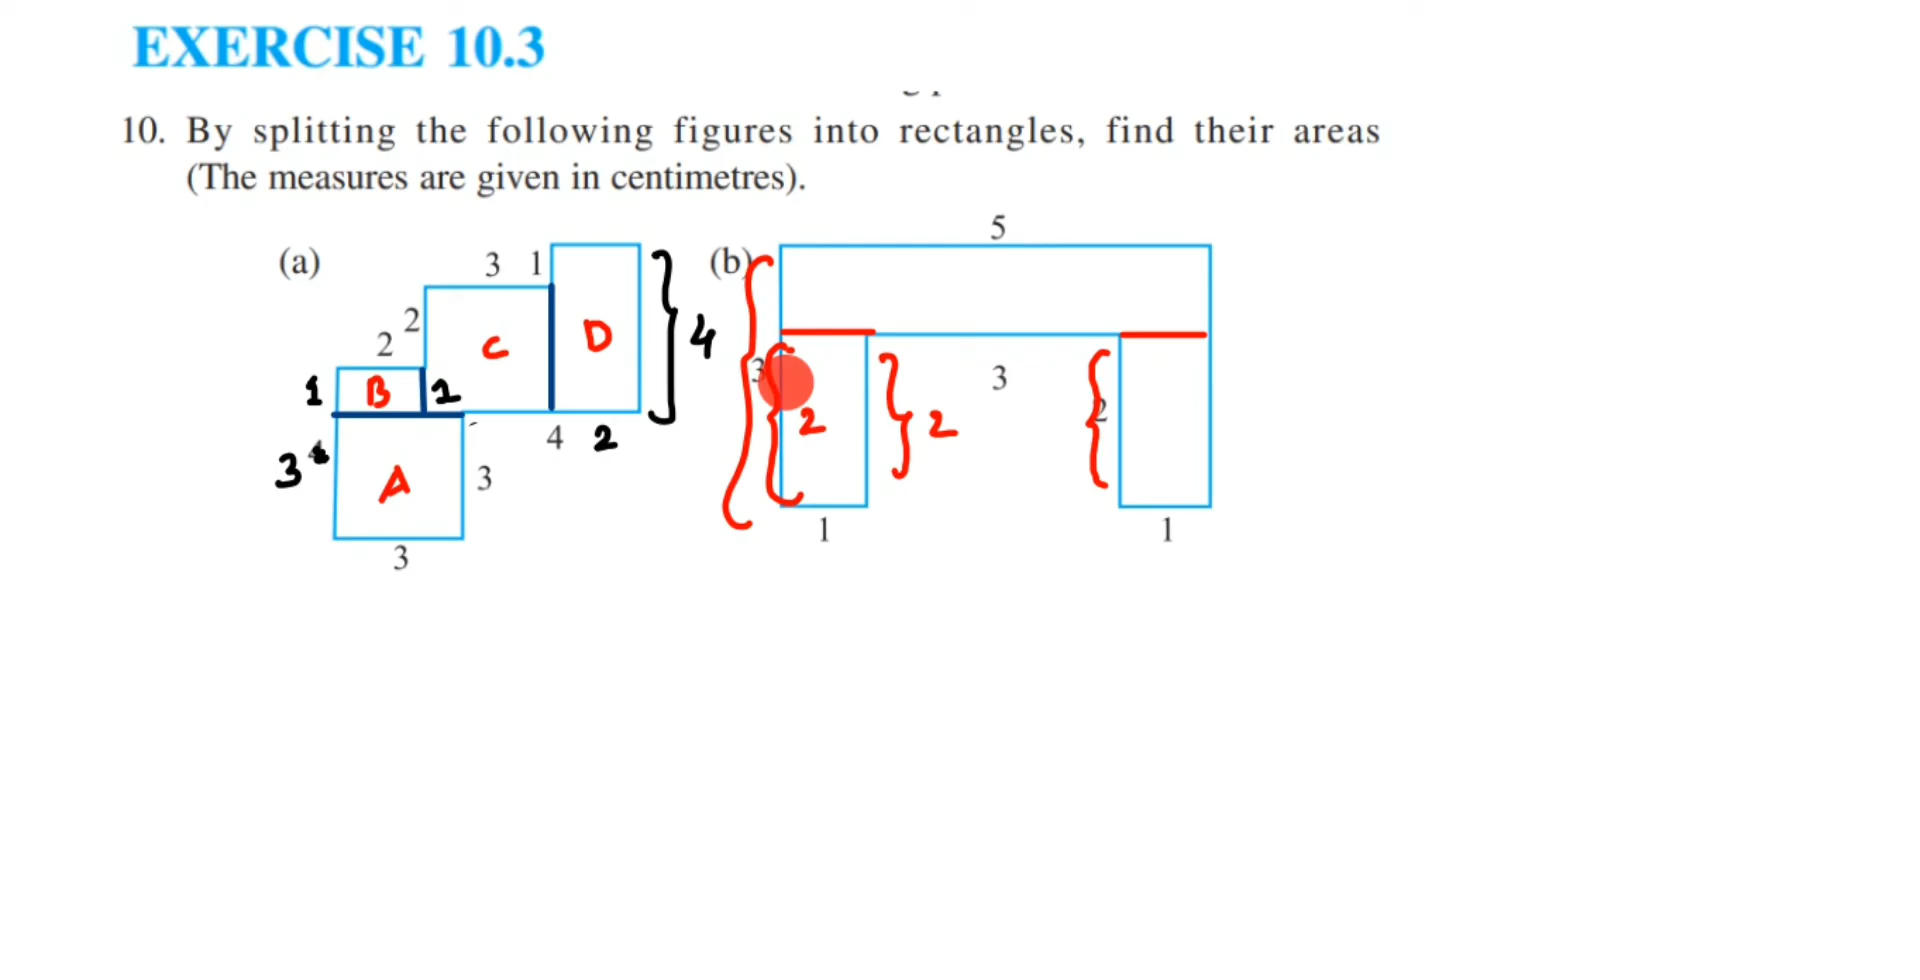 EXERCISE 10.3
10. By splitting the following figures into rectangles, find their areas
(The measures are given in centimetres).
5
(a) 3 1 (b)
2
2 4
3 3
1 B 1 C D
2 2
2
4 2
3 A 3
1 1
3